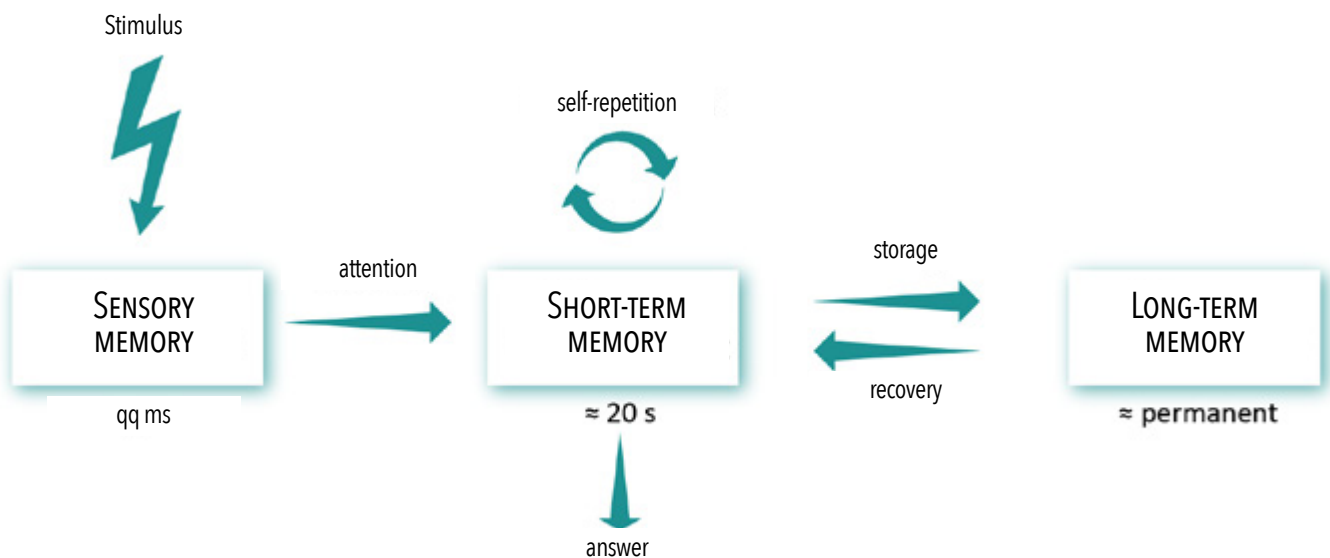 Stimulus
self-repetition
attention
storage
SENSORY
MEMORY
SHORT-TERM
MEMORY
LONG-TERM
MEMORY
recovery
qq ms
≈ 20 s
≈ permanent
answer